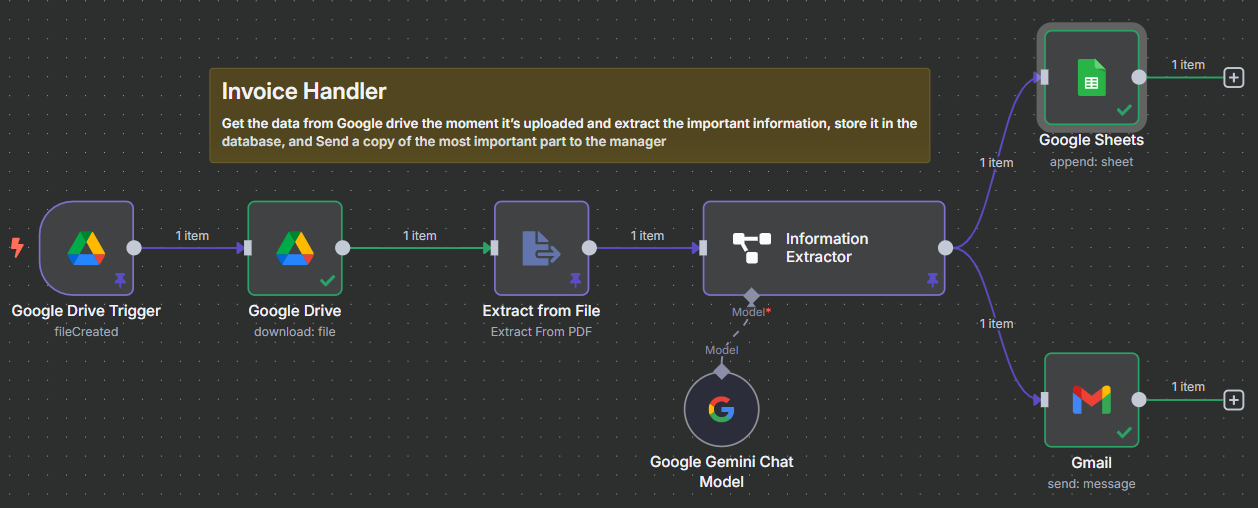 Invoice Handler
Get the data from Google drive the moment it's uploaded and extract the important information, store it in the
database, and Send a copy of the most important part to the manager
1 item
Google Sheets
append: sheet
1 item
1 item
1 item
1 item
Information
Extractor
Google Drive Trigger
fileCreated
Google Drive
download: file
Extract from File
Extract From PDF
Model*
Model
1 item
1 item
Google Gemini Chat
Model
Gmail
send: message